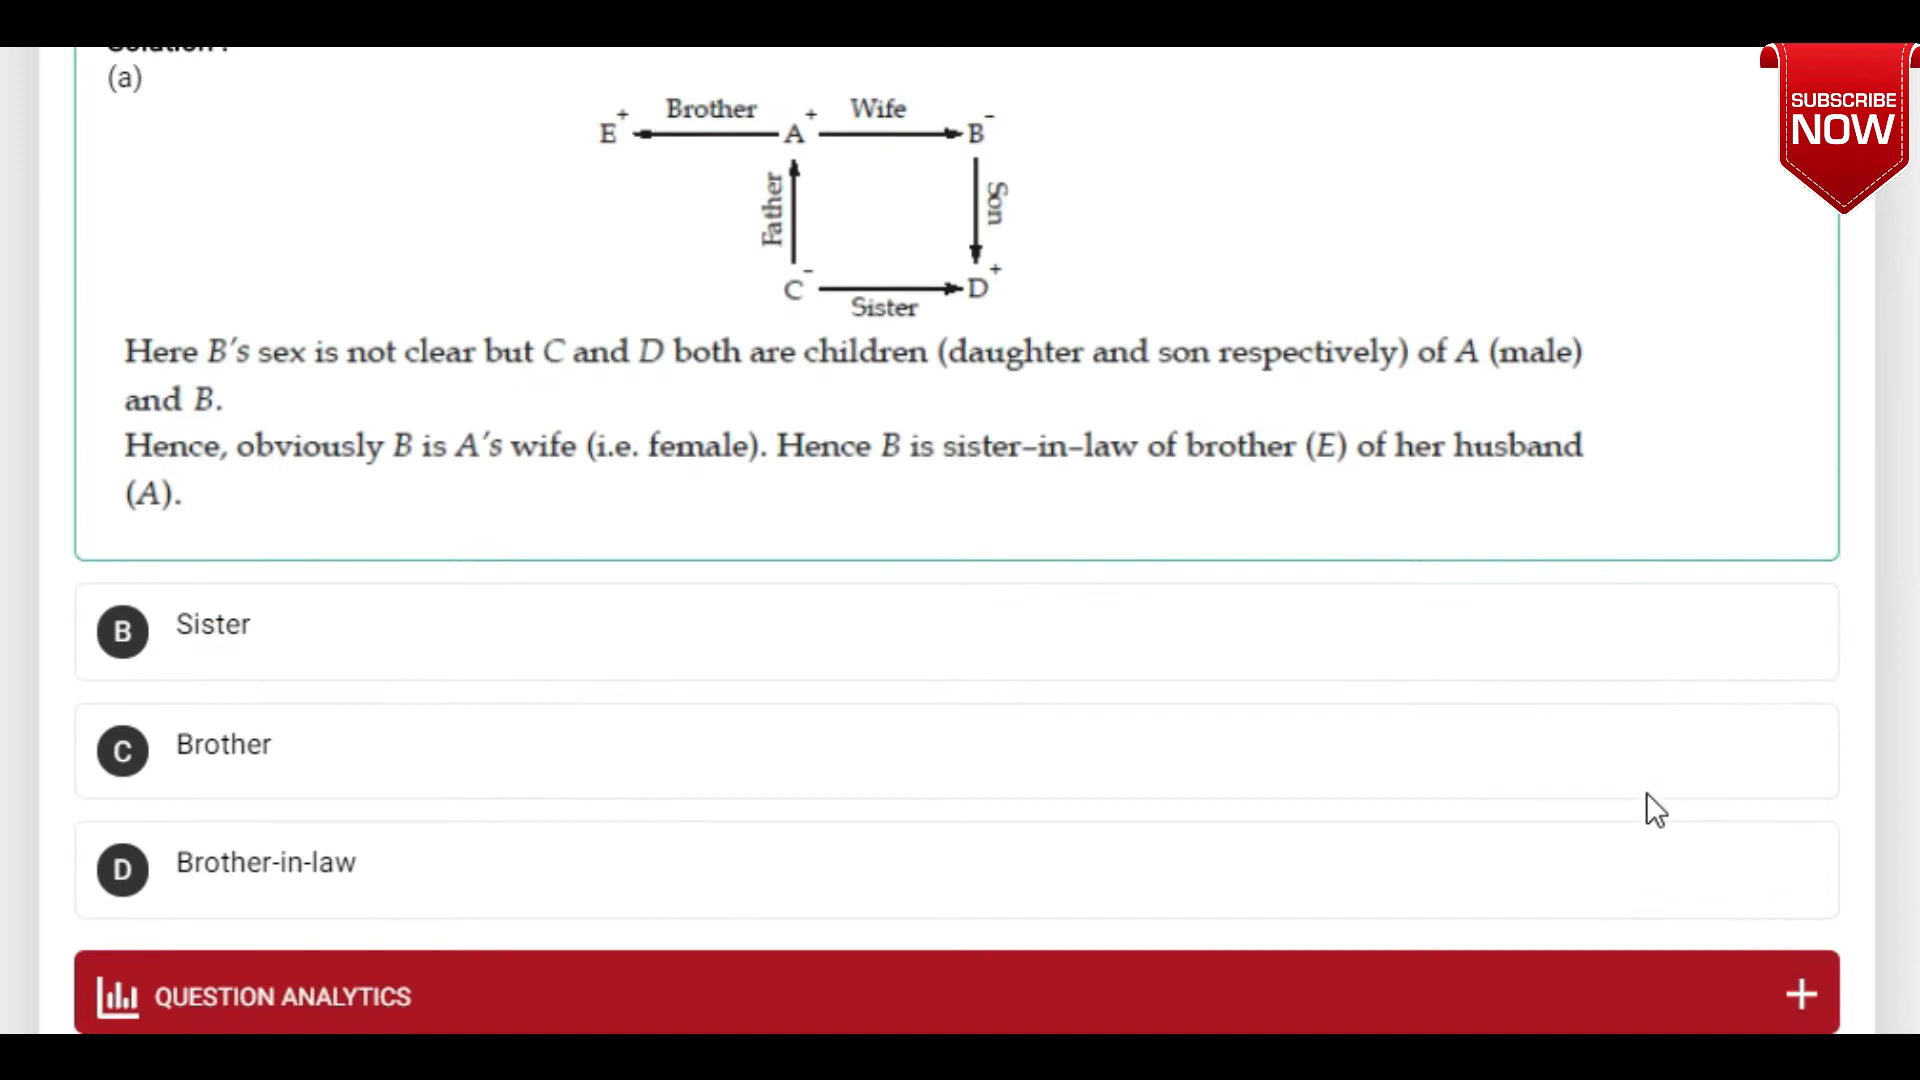 Solution :
(a)
SUBSCRIBE
NOW
Brother Wife
E+ A+ B-
Father Son
C- D+
Sister
Here B's sex is not clear but C and D both are children (daughter and son respectively) of A (male)
and B.
Hence, obviously B is A's wife (i.e. female). Hence B is sister-in-law of brother (E) of her husband
(A).
B Sister
C Brother
D Brother-in-law
QUESTION ANALYTICS +